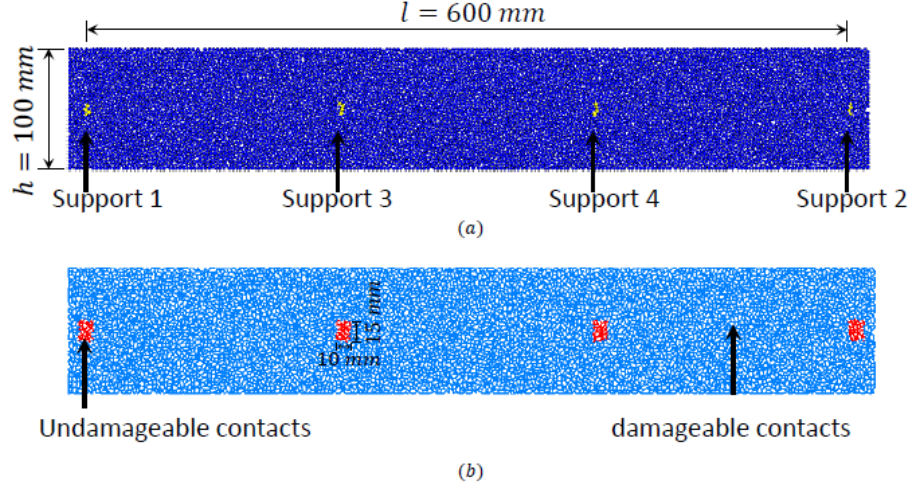 l = 600 mm
h = 100 mm
Support 1
Support 3
Support 4
Support 2
(a)
15 mm
10 mm
Undamageable contacts
damageable contacts
(b)